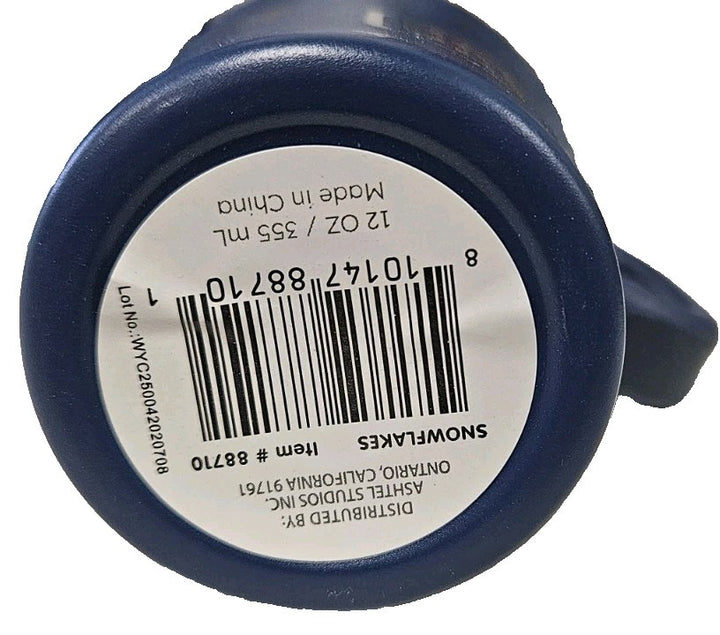 DISTRIBUTED BY:
ASHTEL STUDIOS INC.
ONTARIO, CALIFORNIA 91761
SNOWFLAKES Item # 88710
8 10147 88710 1
12 OZ / 355 mL
Made in China
Lot No.:WYC250042020708